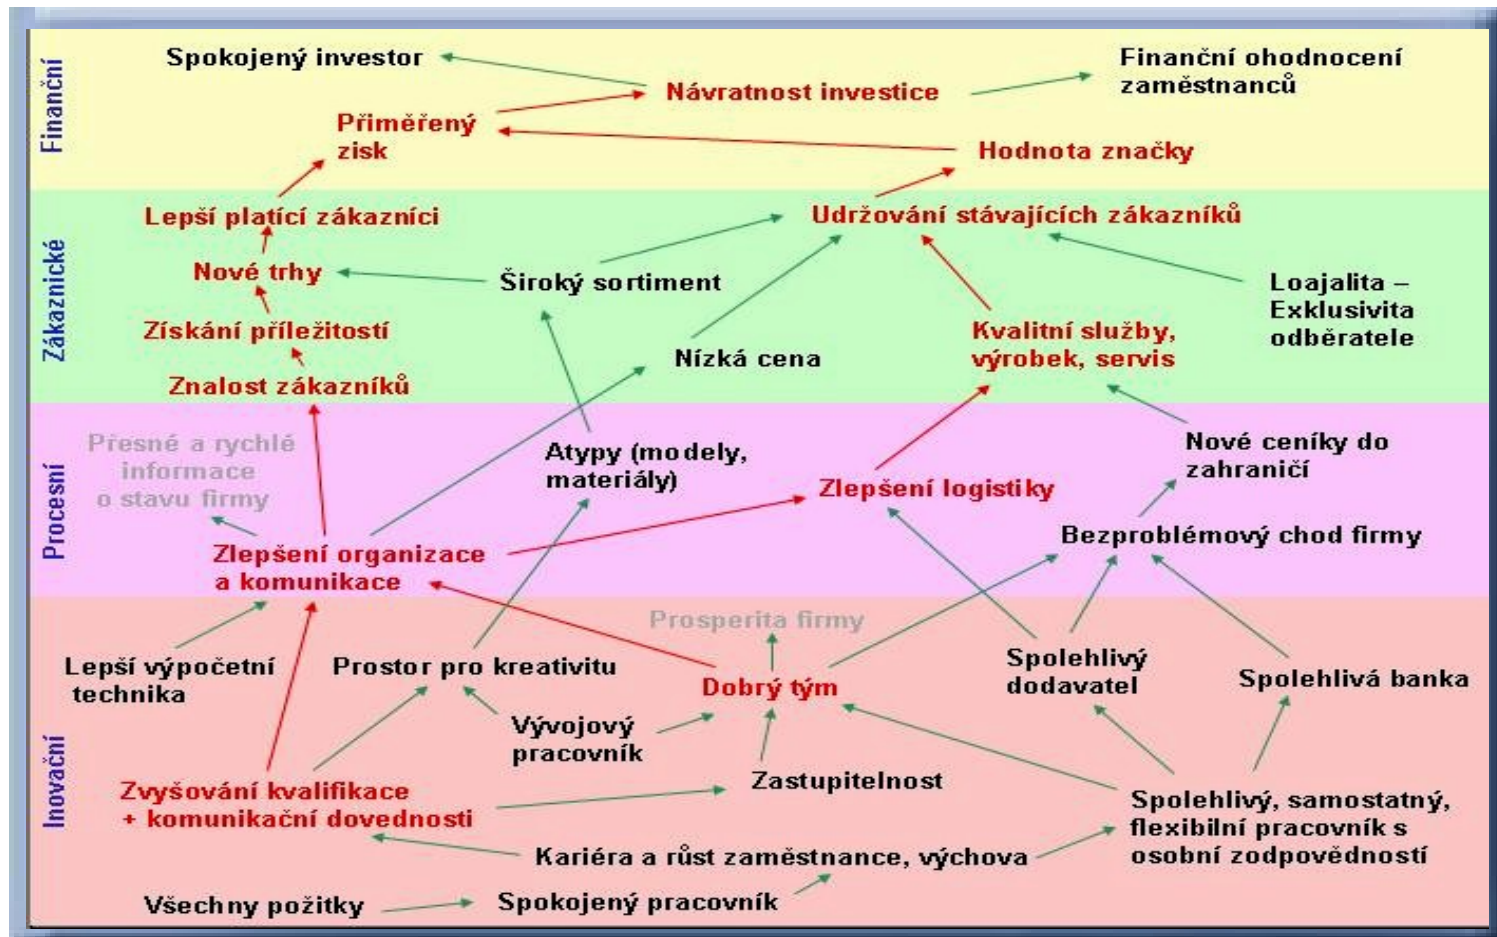 Finanční
Spokojený investor
Finanční ohodnocení
zaměstnanců
Návratnost investice
Přiměřený
zisk
Hodnota značky
Zákaznické
Lepší platící zákazníci
Udržování stávajících zákazníků
Nové trhy
Široký sortiment
Loajalita –
Exklusivita
odběratele
Získání příležitostí
Kvalitní služby,
výrobek, servis
Nízká cena
Znalost zákazníků
Procesní
Přesné a rychlé
informace
o stavu firmy
Atypy (modely,
materiály)
Nové ceníky do
zahraničí
Zlepšení logistiky
Bezproblémový chod firmy
Zlepšení organizace
a komunikace
Inovační
Prosperita firmy
Lepší výpočetní
technika
Prostor pro kreativitu
Dobrý tým
Spolehlivý
dodavatel
Spolehlivá banka
Vývojový
pracovník
Zastupitelnost
Zvyšování kvalifikace
+ komunikační dovednosti
Spolehlivý, samostatný,
flexibilní pracovník s
osobní zodpovědností
Kariéra a růst zaměstnance, výchova
Všechny požitky
Spokojený pracovník